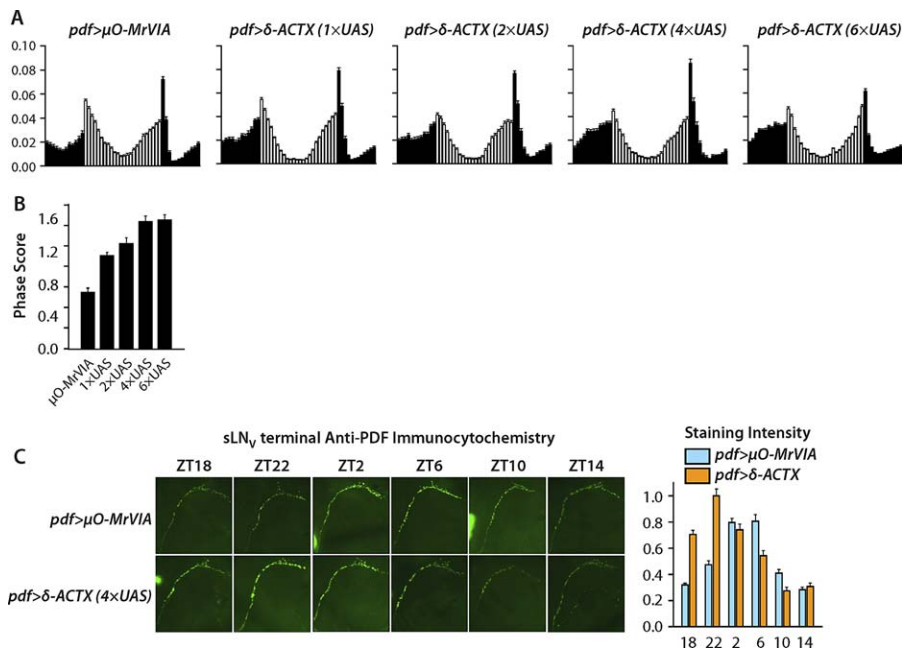 A
pdf>μO-MrVIA
pdf>δ-ACTX (1×UAS)
pdf>δ-ACTX (2×UAS)
pdf>δ-ACTX (4×UAS)
pdf>δ-ACTX (6×UAS)
0.10
0.08
0.06
0.04
0.02
0.00
B
Phase Score
1.6
1.2
0.8
0.4
0.0
μO-MrVIA
1×UAS
2×UAS
4×UAS
6×UAS
C
sLNV terminal Anti-PDF Immunocytochemistry
ZT18 ZT22 ZT2 ZT6 ZT10 ZT14
pdf>μO-MrVIA
pdf>δ-ACTX (4×UAS)
Staining Intensity
pdf>μO-MrVIA
pdf>δ-ACTX
1.0
0.8
0.6
0.4
0.2
0.0
18 22 2 6 10 14